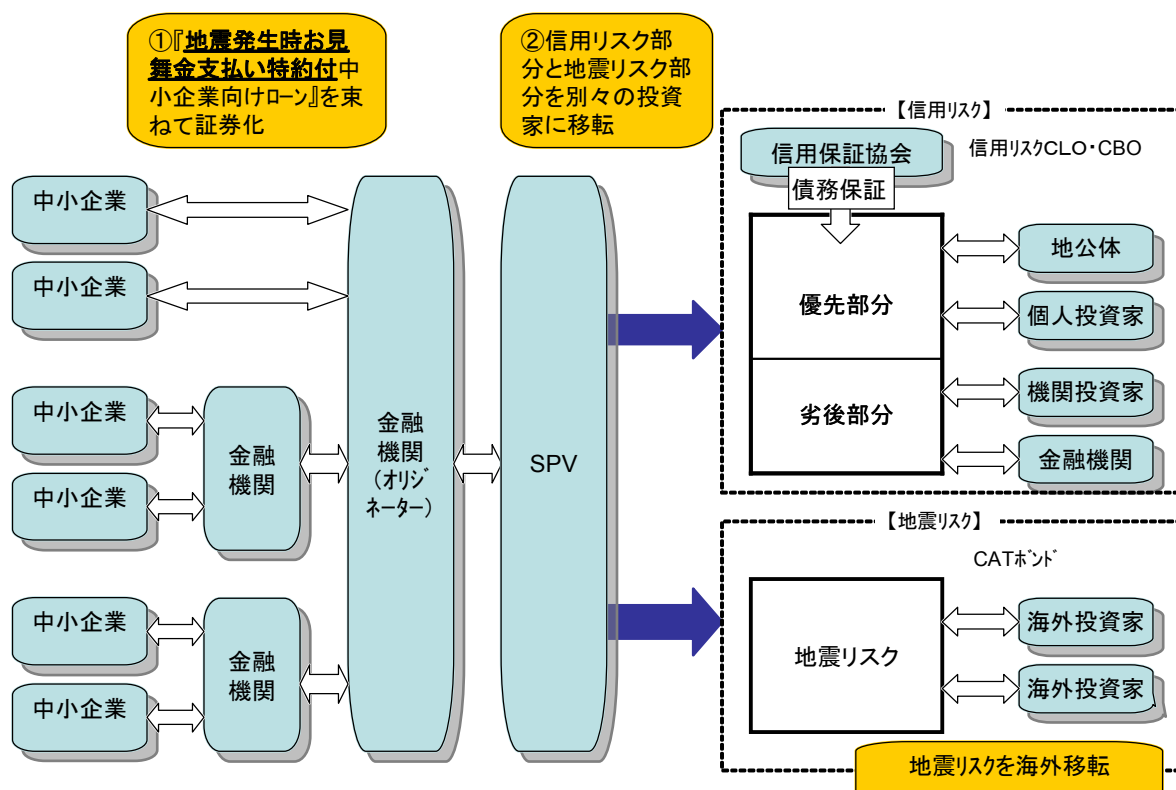 ①『地震発生時お見
舞金支払い特約付中
小企業向けローン』を束
ねて証券化
②信用リスク部
分と地震リスク部
分を別々の投資
家に移転
中小企業
中小企業
中小企業
中小企業
中小企業
中小企業
金融
機関
金融
機関
金融
機関
(オリジ
ネーター)
SPV
【信用リスク】
信用保証協会
信用リスクCLO・CBO
債務保証
優先部分
劣後部分
地公体
個人投資家
機関投資家
金融機関
【地震リスク】
CATボンド
地震リスク
海外投資家
海外投資家
地震リスクを海外移転